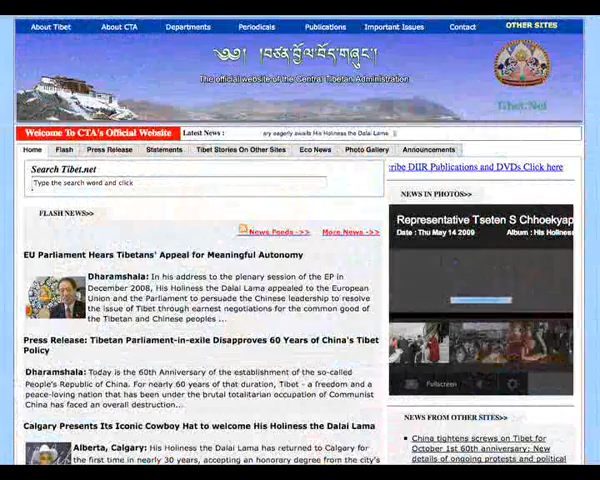 About Tibet About CTA Departments Periodicals Publications Important Issues Contact OTHER SITES
༄༅། །བཙན་བྱོལ་བོད་གཞུང་།
The official website of the Central Tibetan Administration
Tibet.Net
Welcome To CTA's Official Website Latest News : ary eagerly awaits His Holiness the Dalai Lama ||
Home Flash Press Release Statements Tibet Stories On Other Sites Eco News Photo Gallery Announcements
Search Tibet.net
Type the search word and click
FLASH NEWS>>
News Feeds ->> More News ->>
EU Parliament Hears Tibetans' Appeal for Meaningful Autonomy
Dharamshala: In his address to the plenary session of the EP in
December 2008, His Holiness the Dalai Lama appealed to the European
Union and the Parliament to persuade the Chinese leadership to resolve
the issue of Tibet through earnest negotiations for the common good of
the Tibetan and Chinese peoples ...
Press Release: Tibetan Parliament-in-exile Disapproves 60 Years of China's Tibet
Policy
Dharamshala: Today is the 60th Anniversary of the establishment of the so-called
People's Republic of China. For nearly 60 years of that duration, Tibet - a freedom and a
peace-loving nation that has been under the brutal totalitarian occupation of Communist
China has faced an overall destruction...
Calgary Presents Its Iconic Cowboy Hat to welcome His Holiness the Dalai Lama
Alberta, Calgary: His Holiness the Dalai Lama has returned to Calgary for
the first time in nearly 30 years, accepting an honorary degree from the city's
ribe DIIR Publications and DVDs Click here
NEWS IN PHOTOS>>
Representative Tseten S Chhoekyap
Date : Thu May 14 2009 Album : His Holiness
Fullscreen
NEWS FROM OTHER SITES>>
China tightens screws on Tibet for
October 1st 60th anniversary; New
details of ongoing protests and political